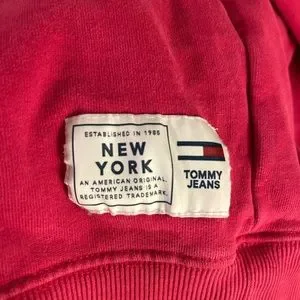 ESTABLISHED IN 1985
NEW
YORK
AN AMERICAN ORIGINAL.
TOMMY JEANS IS A
REGISTERED TRADEMARK.
TOMMY
JEANS